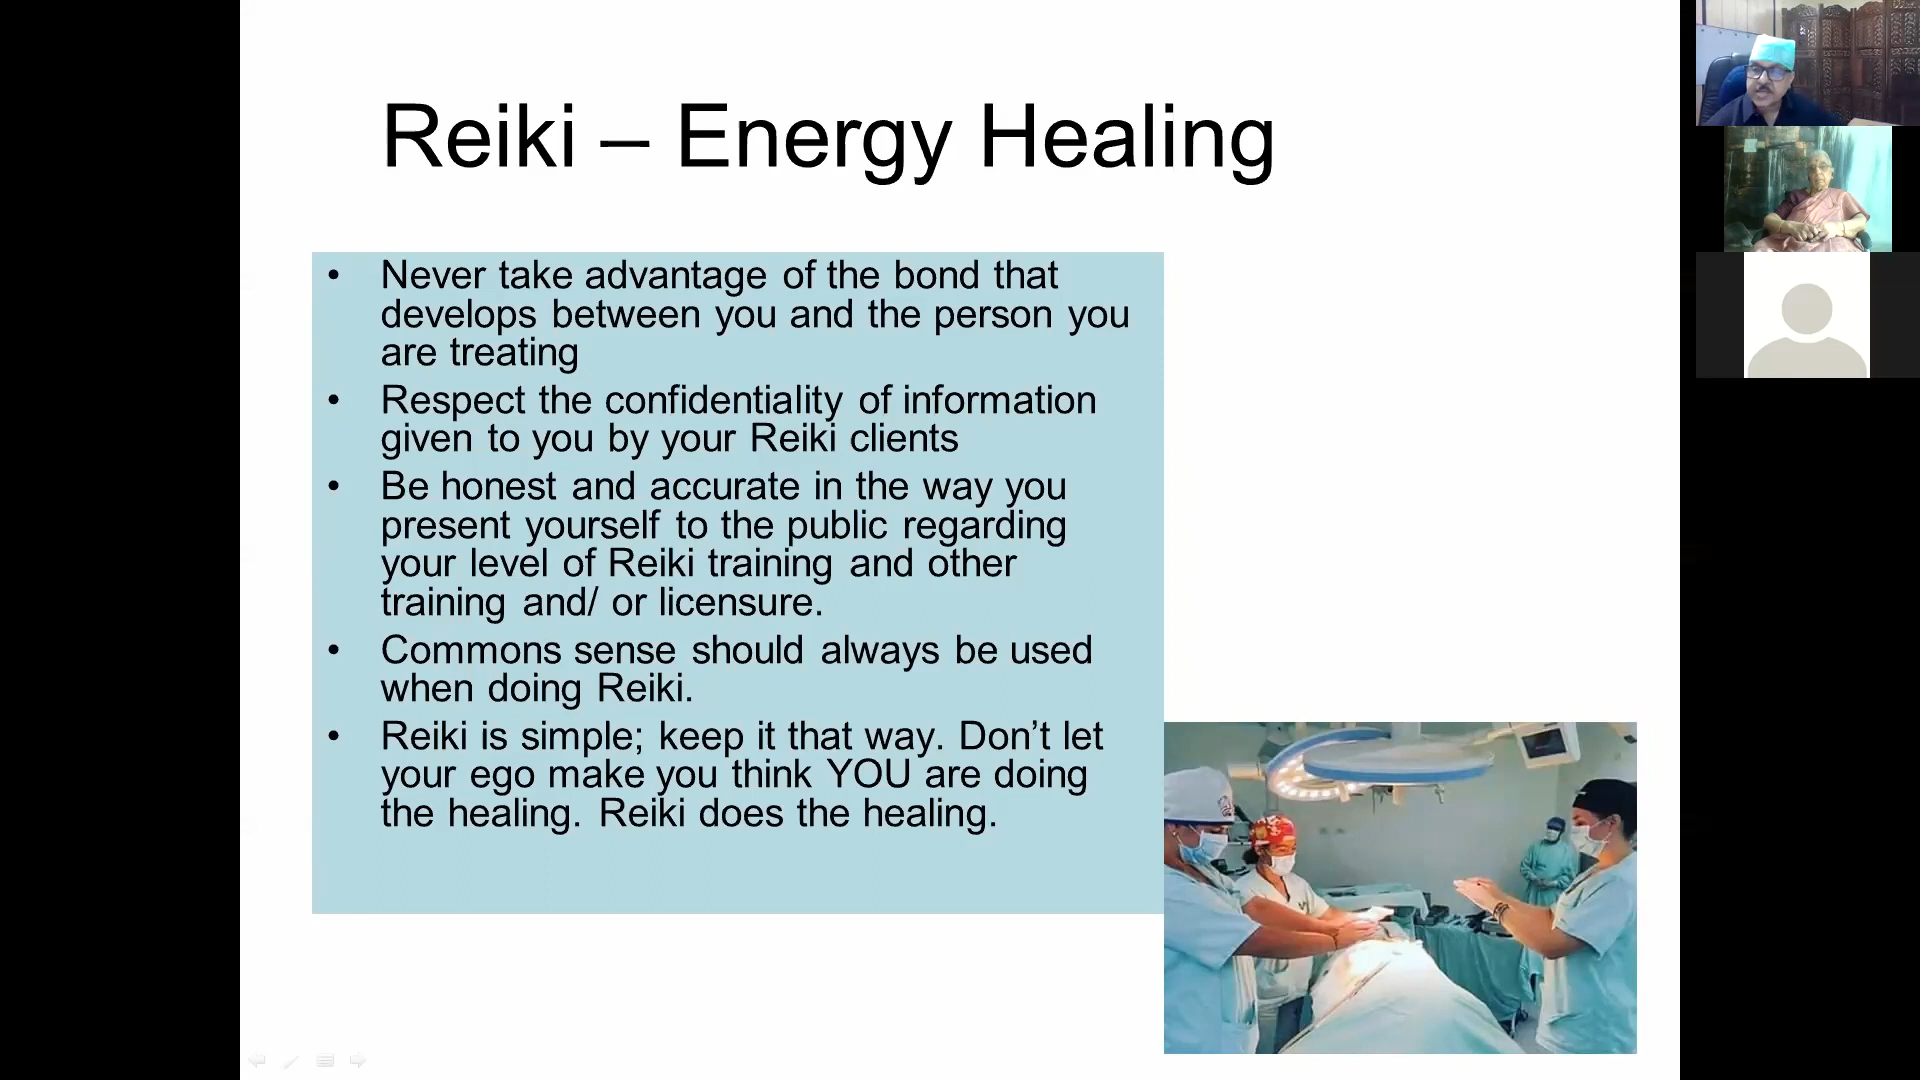 Reiki – Energy Healing
• Never take advantage of the bond that
develops between you and the person you
are treating
• Respect the confidentiality of information
given to you by your Reiki clients
• Be honest and accurate in the way you
present yourself to the public regarding
your level of Reiki training and other
training and/ or licensure.
• Commons sense should always be used
when doing Reiki.
• Reiki is simple; keep it that way. Don’t let
your ego make you think YOU are doing
the healing. Reiki does the healing.